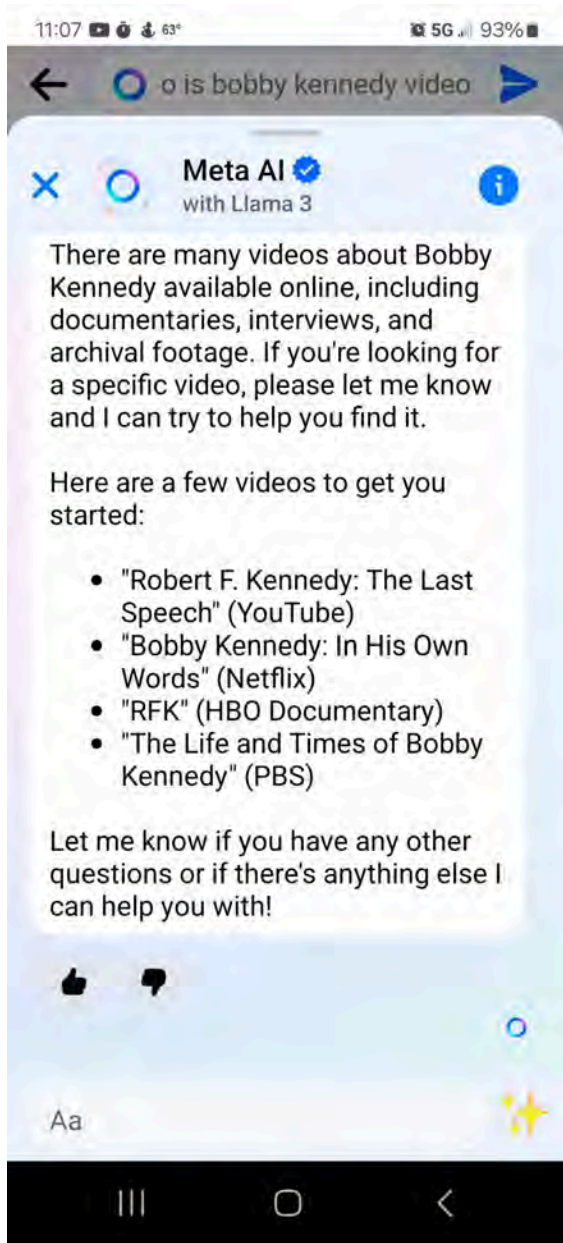 11:07 63° 5G 93%
o is bobby kennedy video
Meta AI
with Llama 3
There are many videos about Bobby
Kennedy available online, including
documentaries, interviews, and
archival footage. If you're looking for
a specific video, please let me know
and I can try to help you find it.
Here are a few videos to get you
started:
• "Robert F. Kennedy: The Last
Speech" (YouTube)
• "Bobby Kennedy: In His Own
Words" (Netflix)
• "RFK" (HBO Documentary)
• "The Life and Times of Bobby
Kennedy" (PBS)
Let me know if you have any other
questions or if there's anything else I
can help you with!
Aa